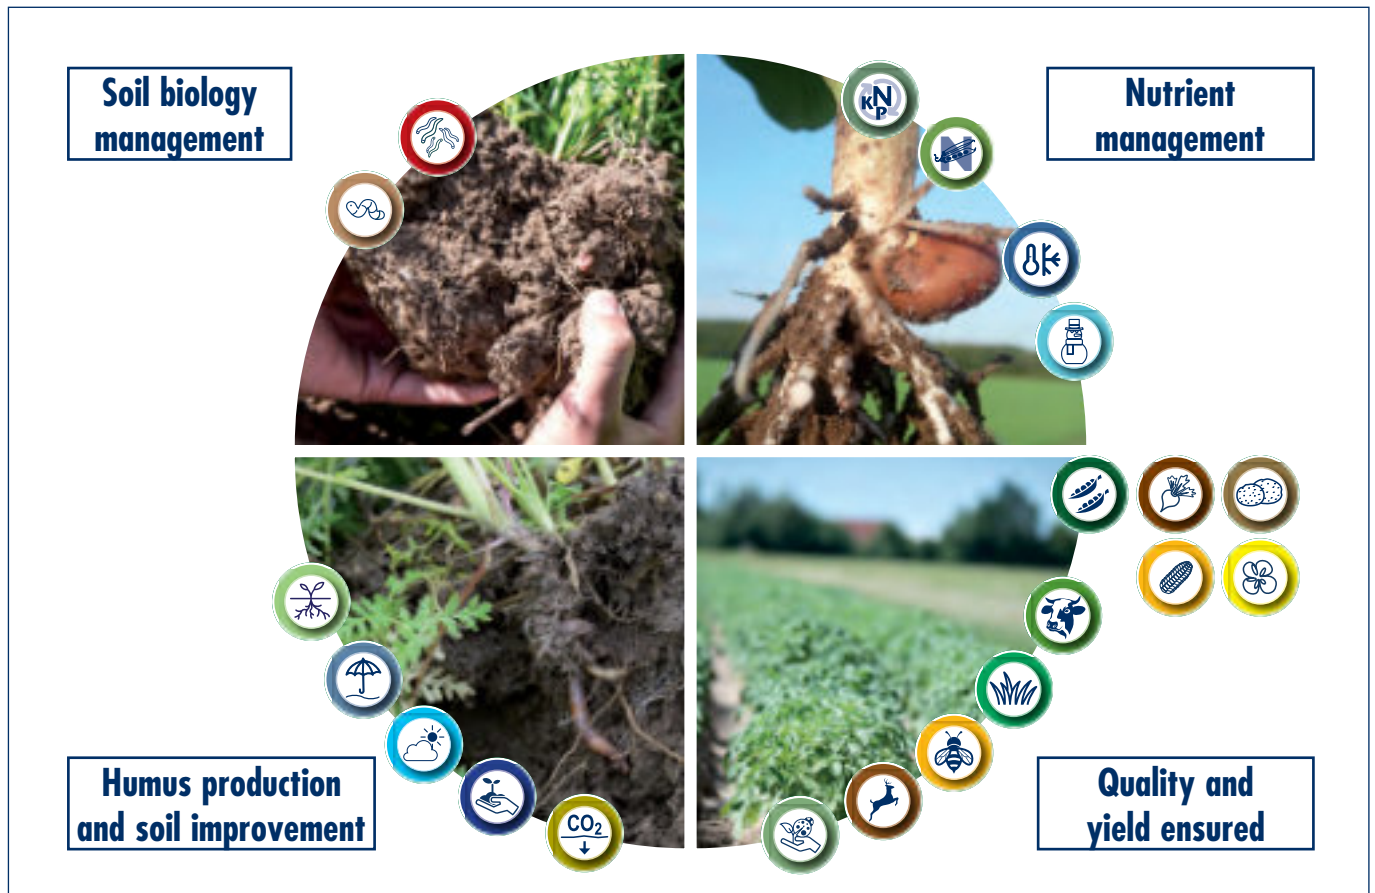 Soil biology
management
Nutrient
management
K N P
N
Humus production
and soil improvement
CO2
Quality and
yield ensured